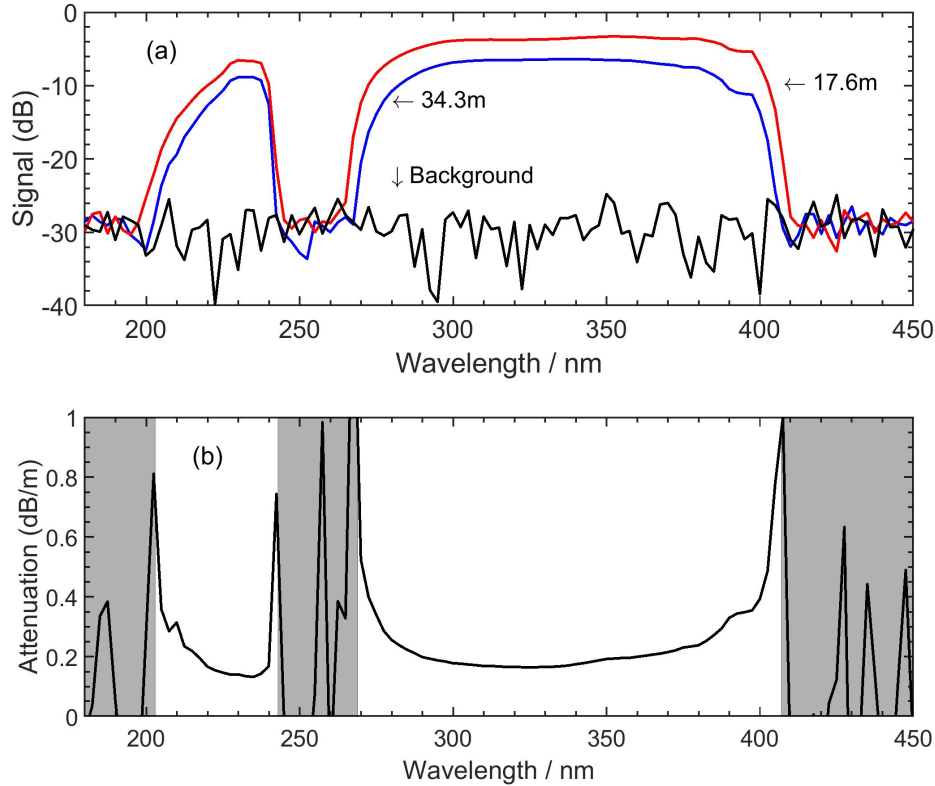 0
(a)
-10
← 17.6m
← 34.3m
Signal (dB)
-20
↓ Background
-30
-40
200 250 300 350 400 450
Wavelength / nm
1
(b)
0.8
0.6
Attenuation (dB/m)
0.4
0.2
0
200 250 300 350 400 450
Wavelength / nm